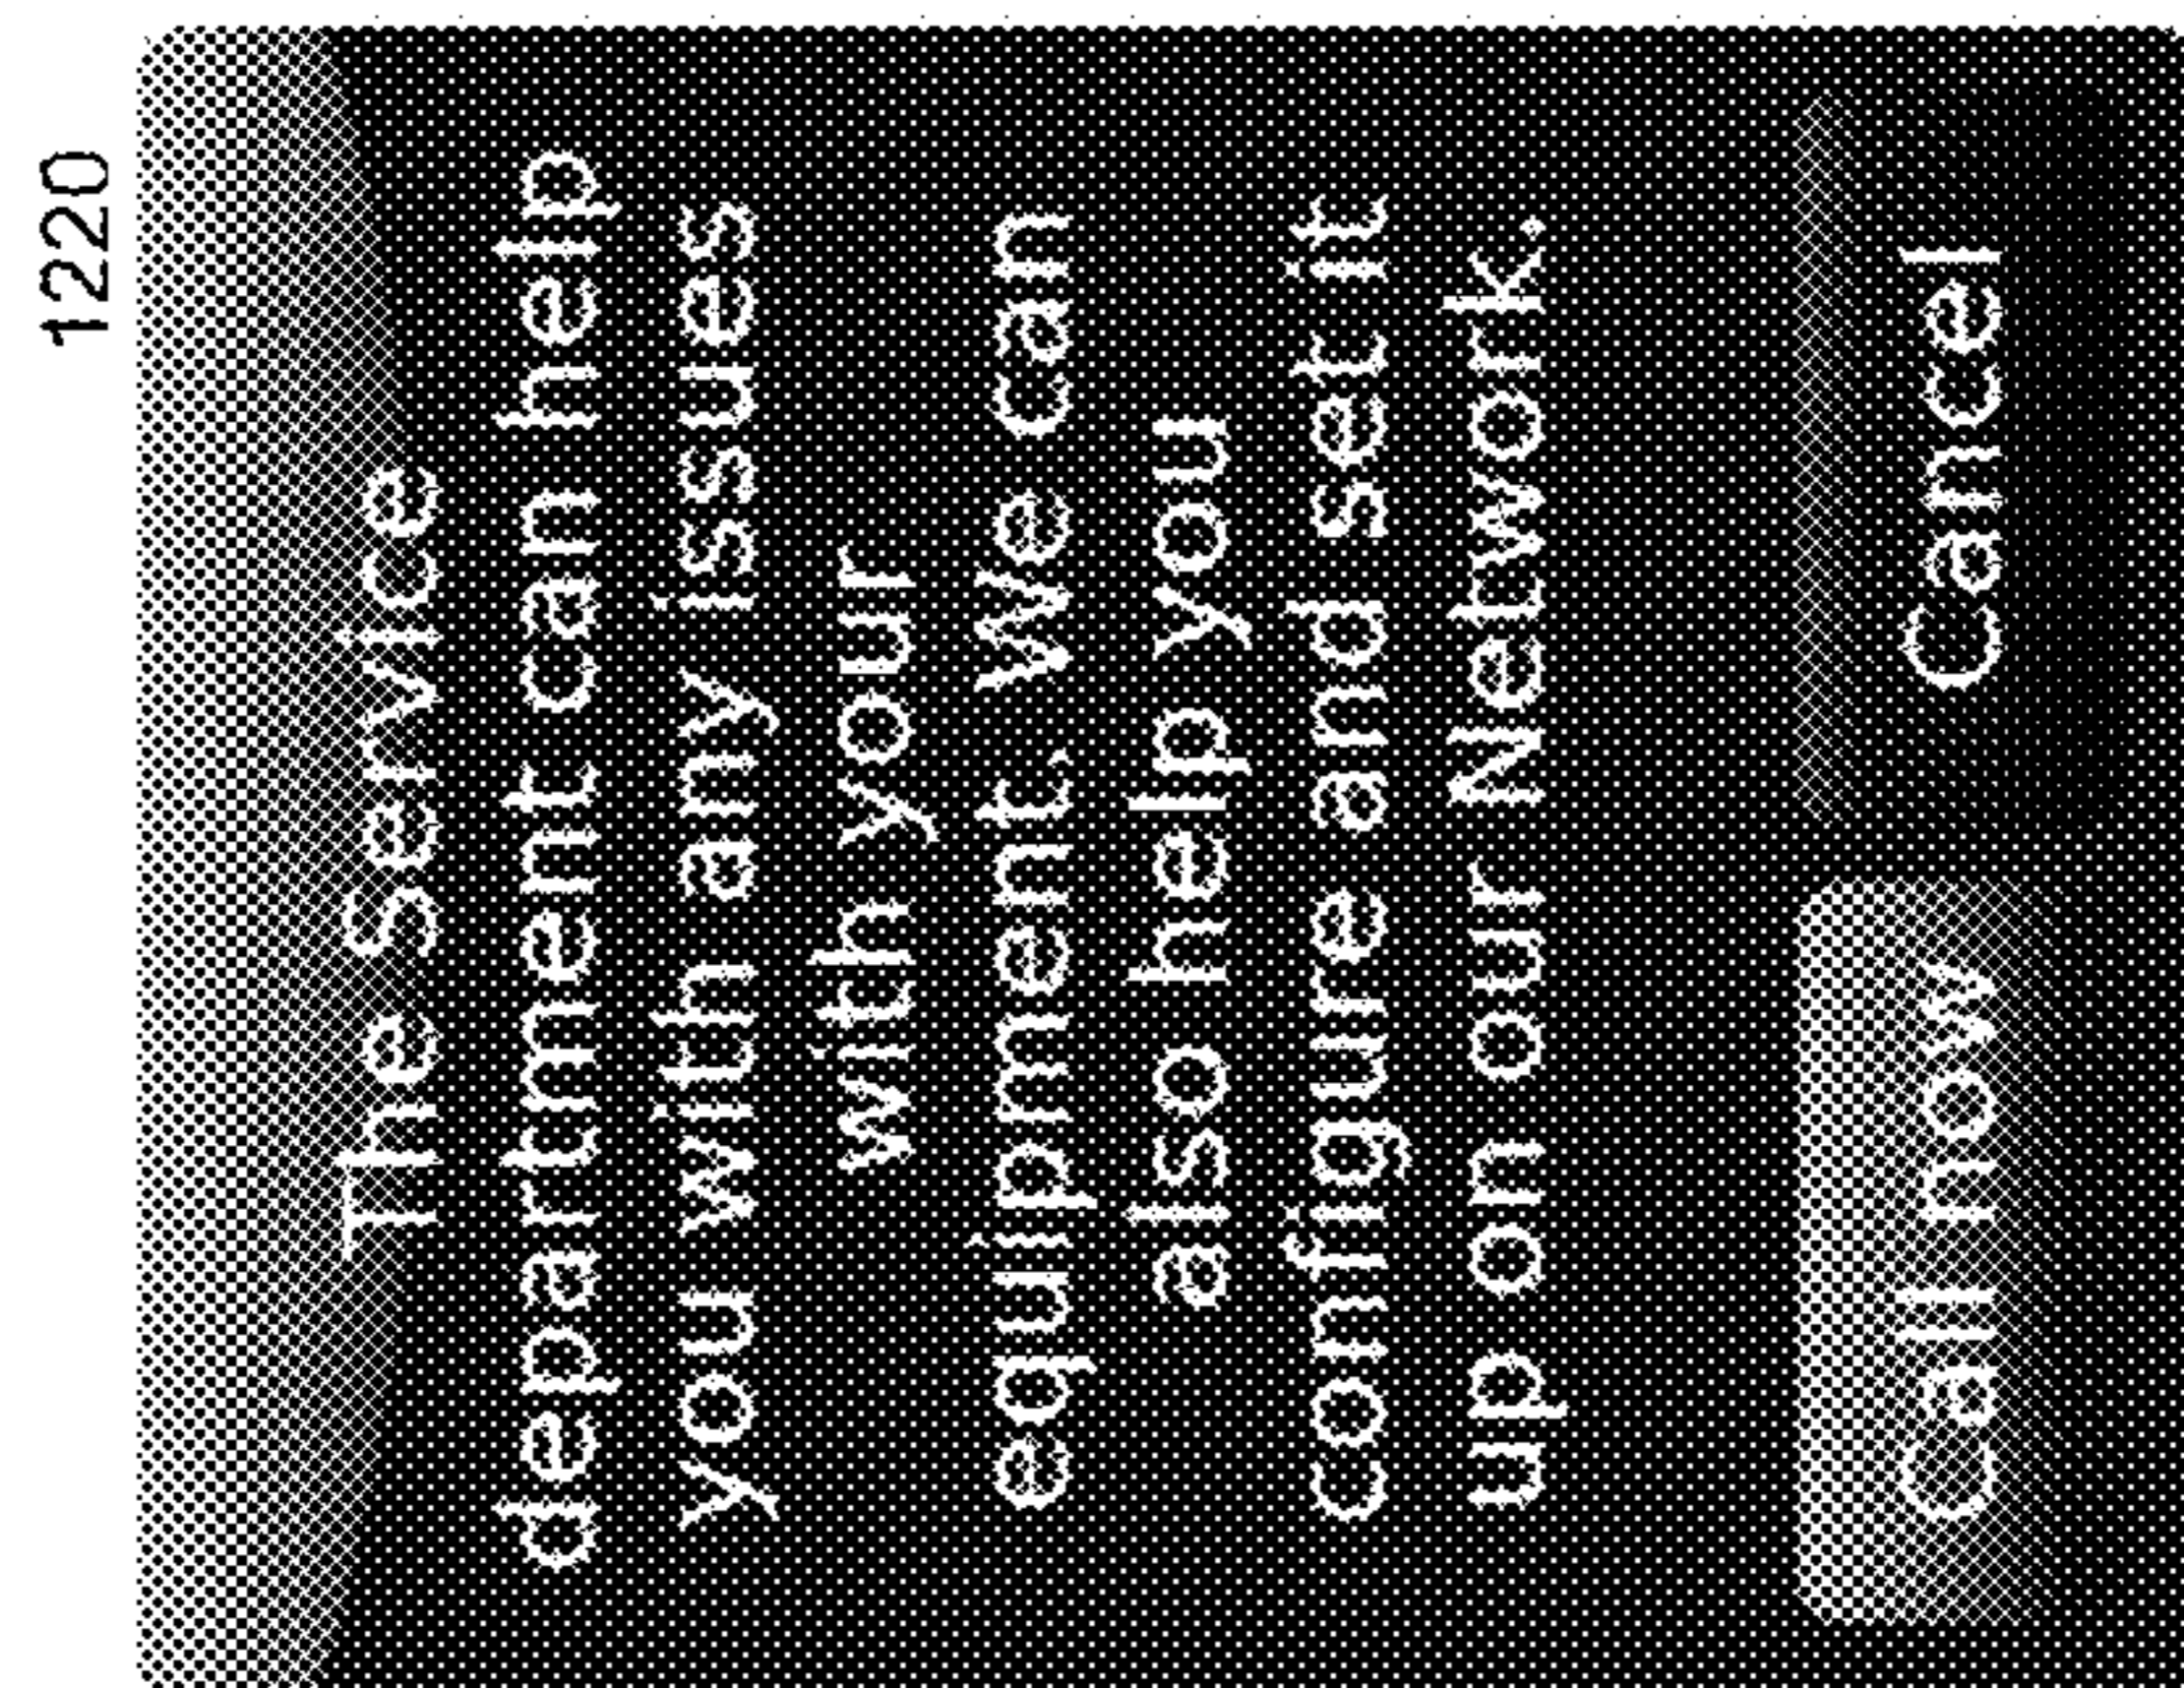 1220
The Service
department can help
you with any issues
with your
equipment. We can
also help you
configure and set it
up on our Network.
Call now
Cancel